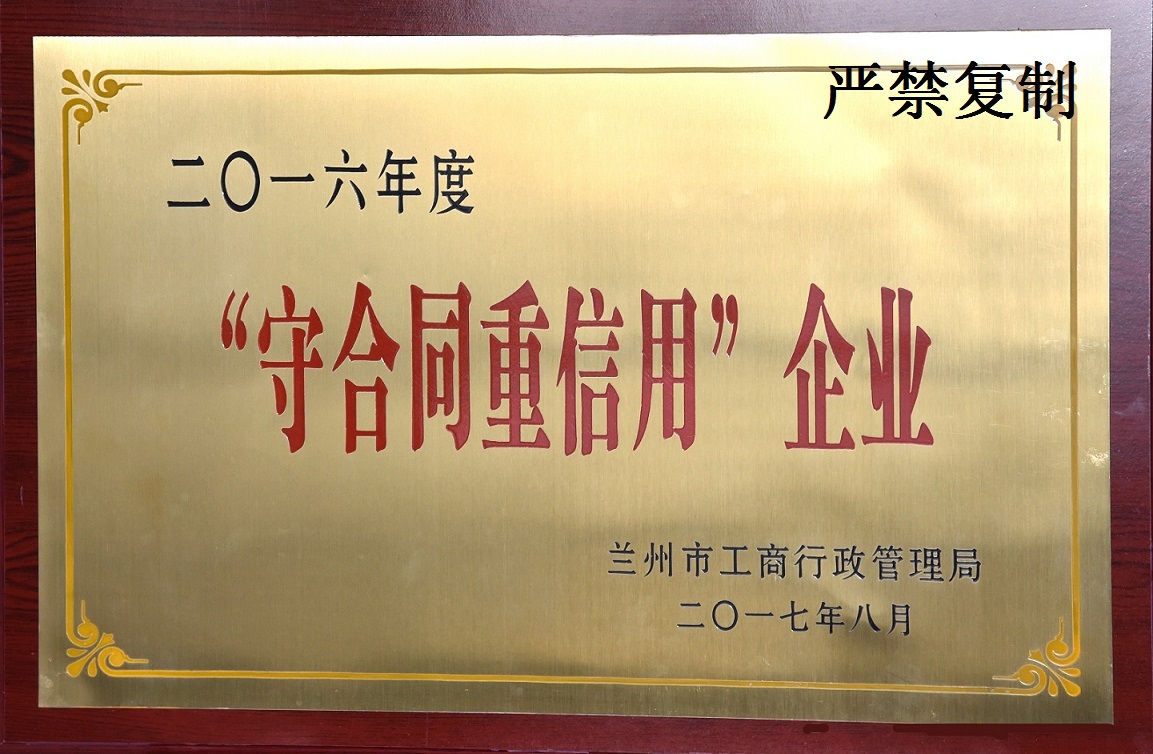 严禁复制
二〇一六年度
“守合同重信用”企业
兰州市工商行政管理局
二〇一七年八月